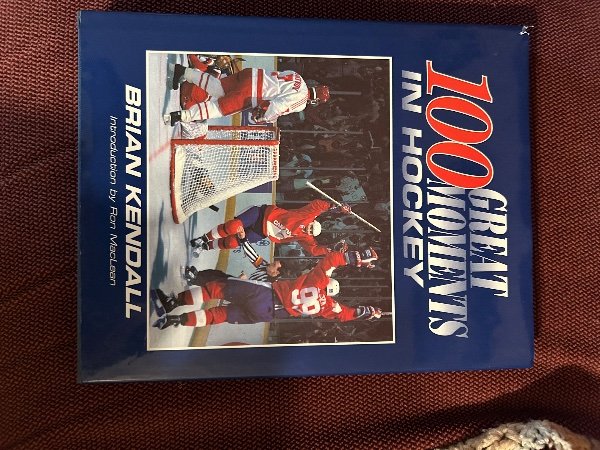 100 GREAT
MOMENTS
IN HOCKEY
BRIAN KENDALL
Introduction by Ron MacLean